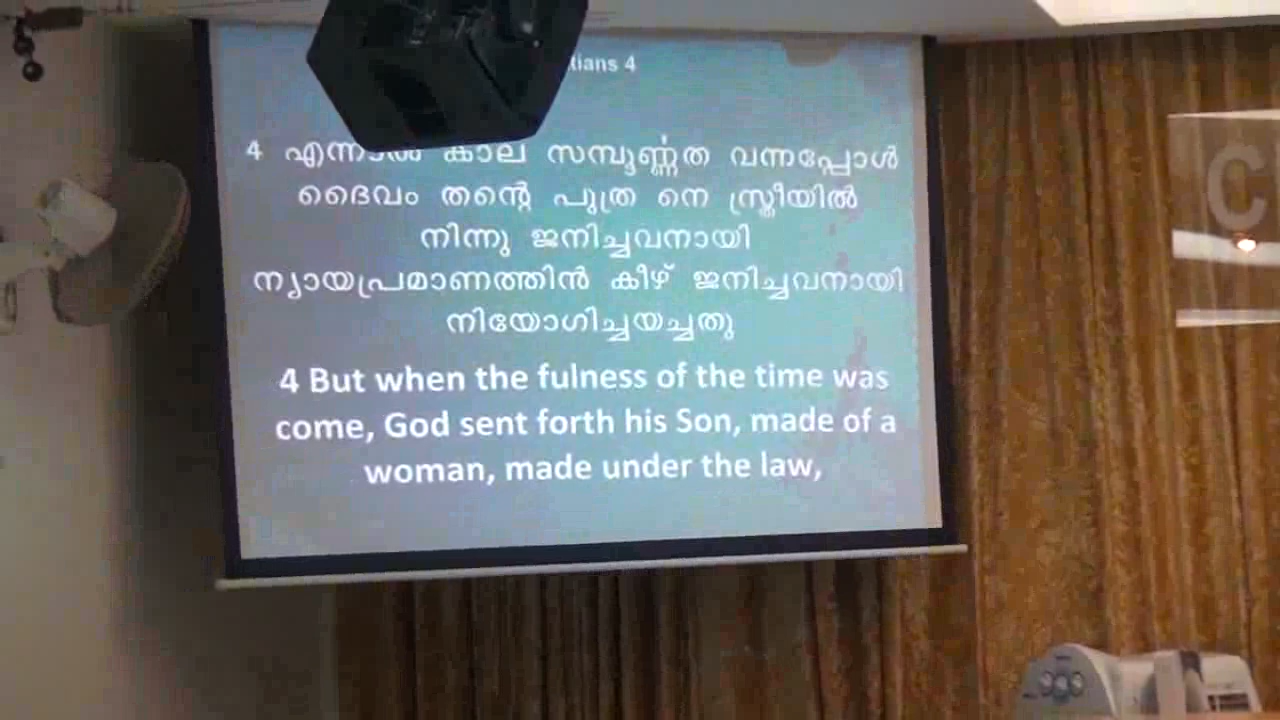 tians 4
4 എന്നാൽ കാല സമ്പൂർണ്ണത വന്നപ്പോൾ
ദൈവം തന്റെ പുത്ര നെ സ്ത്രീയിൽ
നിന്നു ജനിച്ചവനായി
ന്യായപ്രമാണത്തിൻ കീഴ് ജനിച്ചവനായി
നിയോഗിച്ചയച്ചതു
4 But when the fulness of the time was
come, God sent forth his Son, made of a
woman, made under the law,
C